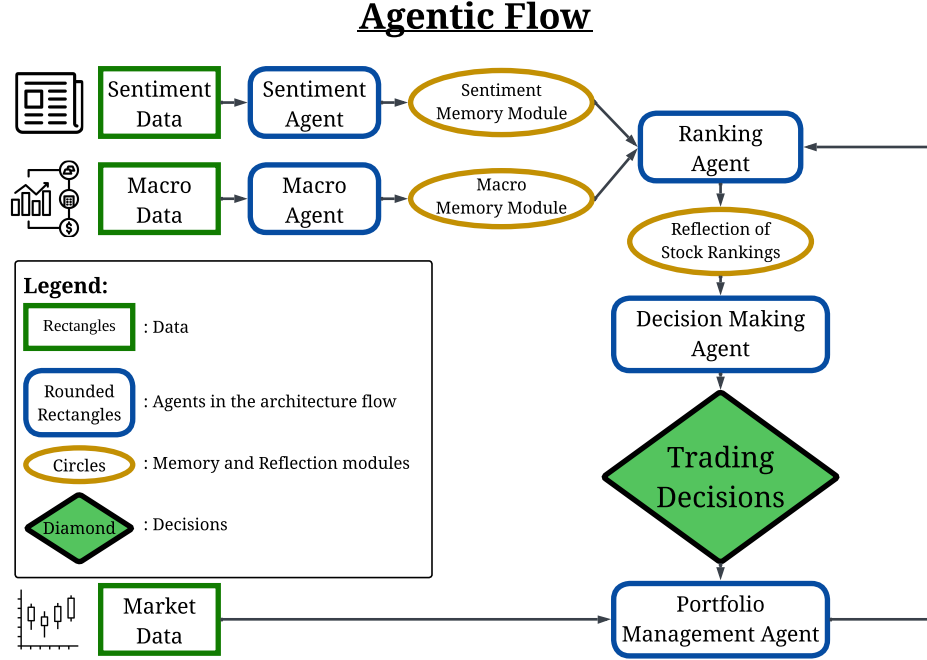 Agentic Flow
Sentiment
Data
Sentiment
Agent
Sentiment
Memory Module
Macro
Data
Macro
Agent
Macro
Memory Module
Ranking
Agent
Reflection of
Stock Rankings
Decision Making
Agent
Trading
Decisions
Legend:
Rectangles
: Data
Rounded
Rectangles
: Agents in the architecture flow
Circles
: Memory and Reflection modules
Diamond
: Decisions
Market
Data
Portfolio
Management Agent